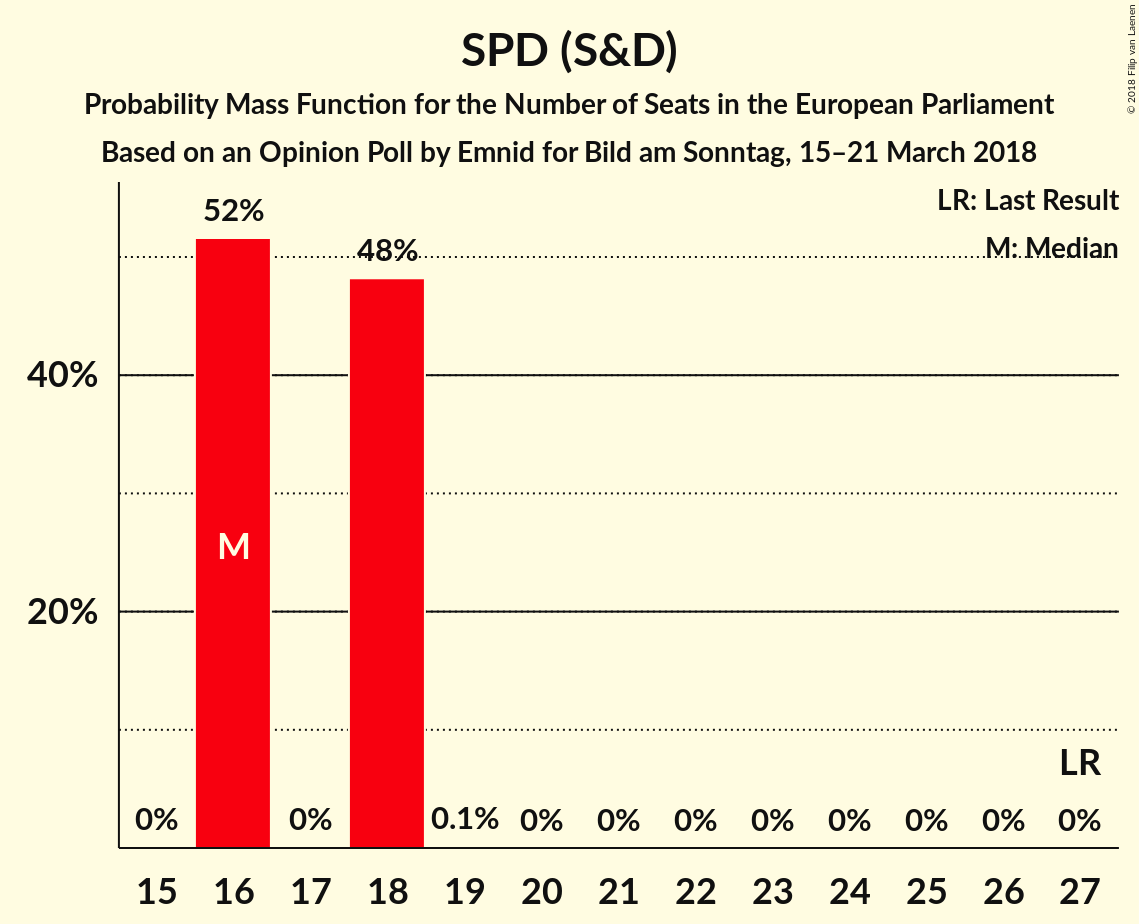 SPD (S&D)
Probability Mass Function for the Number of Seats in the European Parliament
Based on an Opinion Poll by Emnid for Bild am Sonntag, 15–21 March 2018
© 2018 Filip van Laenen
LR: Last Result
M: Median
52%
48%
40%
M
20%
LR
0% 0% 0.1% 0% 0% 0% 0% 0% 0% 0% 0%
15 16 17 18 19 20 21 22 23 24 25 26 27